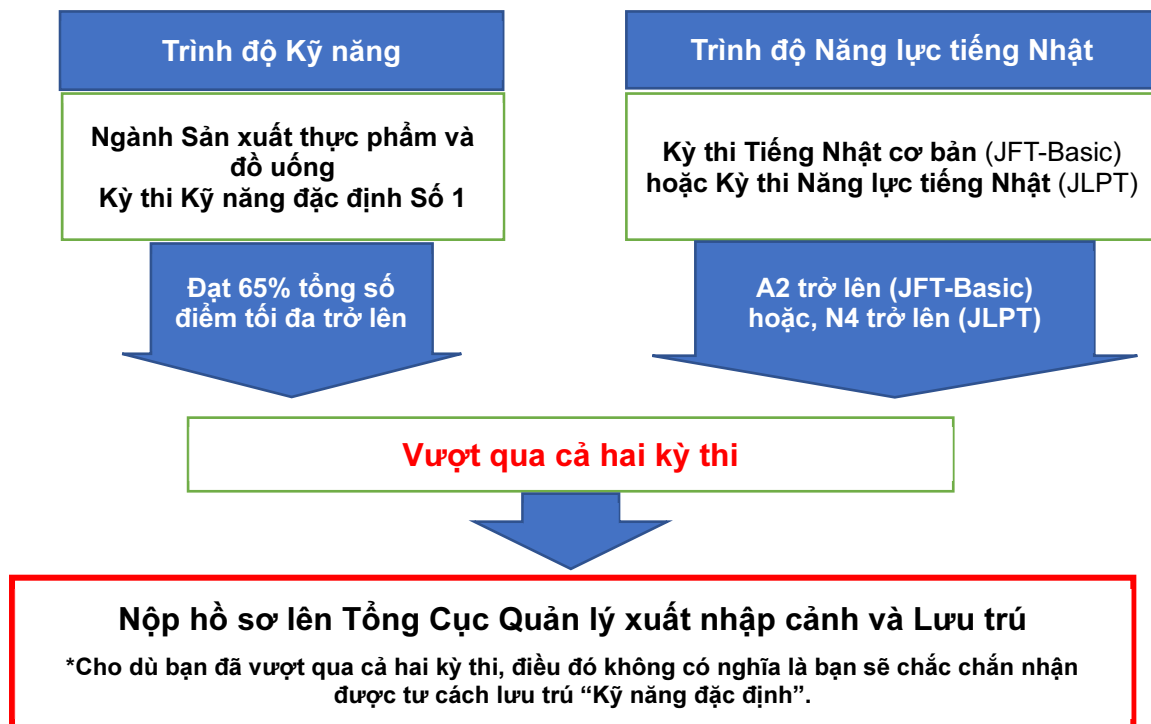 Trình độ Kỹ năng
Ngành Sản xuất thực phẩm và
đồ uống
Kỳ thi Kỹ năng đặc định Số 1
Đạt 65% tổng số
điểm tối đa trở lên
Trình độ Năng lực tiếng Nhật
Kỳ thi Tiếng Nhật cơ bản (JFT-Basic)
hoặc Kỳ thi Năng lực tiếng Nhật (JLPT)
A2 trở lên (JFT-Basic)
hoặc, N4 trở lên (JLPT)
Vượt qua cả hai kỳ thi
Nộp hồ sơ lên Tổng Cục Quản lý xuất nhập cảnh và Lưu trú
*Cho dù bạn đã vượt qua cả hai kỳ thi, điều đó không có nghĩa là bạn sẽ chắc chắn nhận
được tư cách lưu trú “Kỹ năng đặc định”.